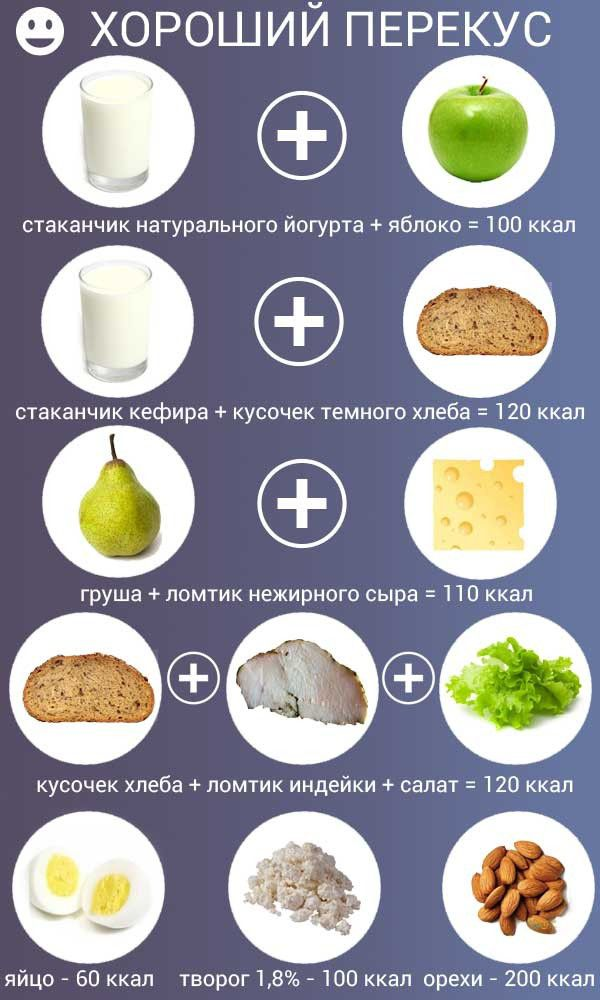 ХОРОШИЙ ПЕРЕКУС
стаканчик натурального йогурта + яблоко = 100 ккал
стаканчик кефира + кусочек темного хлеба = 120 ккал
груша + ломтик нежирного сыра = 110 ккал
кусочек хлеба + ломтик индейки + салат = 120 ккал
яйцо - 60 ккал творог 1,8% - 100 ккал орехи - 200 ккал